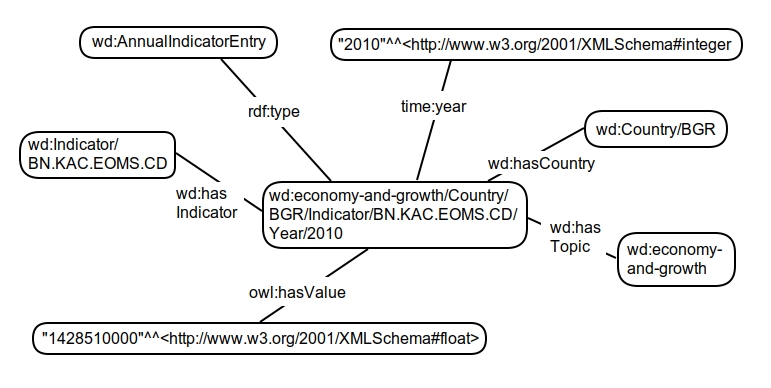 wd:AnnualIndicatorEntry
"2010"^^<http://www.w3.org/2001/XMLSchema#integer
rdf:type
time:year
wd:Country/BGR
wd:Indicator/
BN.KAC.EOMS.CD
wd:hasCountry
wd:has
Indicator
wd:economy-and-growth/Country/
BGR/Indicator/BN.KAC.EOMS.CD/
Year/2010
wd:has
Topic
wd:economy-
and-growth
owl:hasValue
"1428510000"^^<http://www.w3.org/2001/XMLSchema#float>